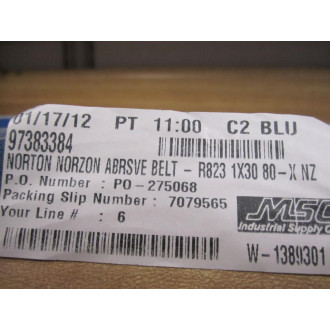 01/17/12 PT 11:00 C2 BLU
97383384
NORTON NORZON ABRSVE BELT - R823 1X30 80-X NZ
P.O. Number : PO-275068
Packing Slip Number : 7079565
Your Line # : 6
MSC
Industrial Supply C
W-1389301